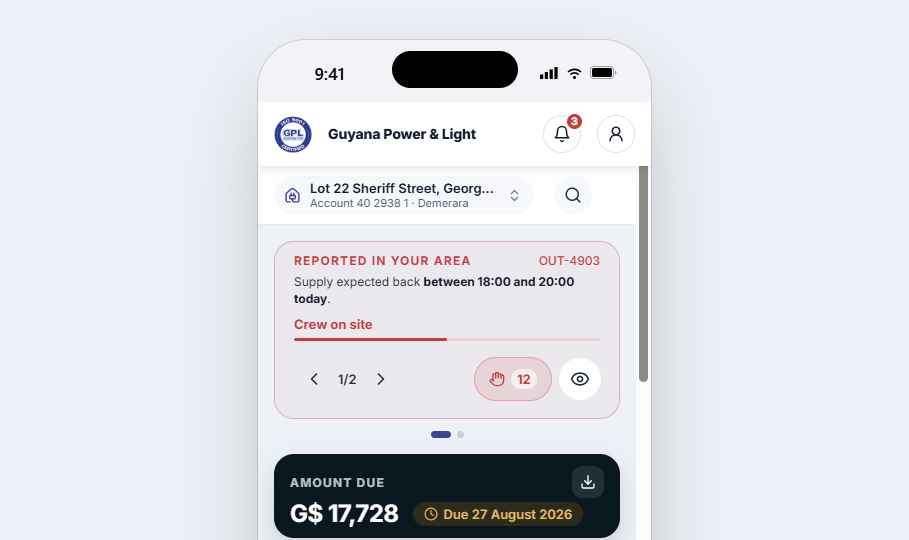 9:41
GPL
Guyana Power & Light
3
Lot 22 Sheriff Street, Georg...
Account 40 2938 1 · Demerara
REPORTED IN YOUR AREA
OUT-4903
Supply expected back between 18:00 and 20:00
today.
Crew on site
1/2
12
AMOUNT DUE
G$ 17,728
Due 27 August 2026